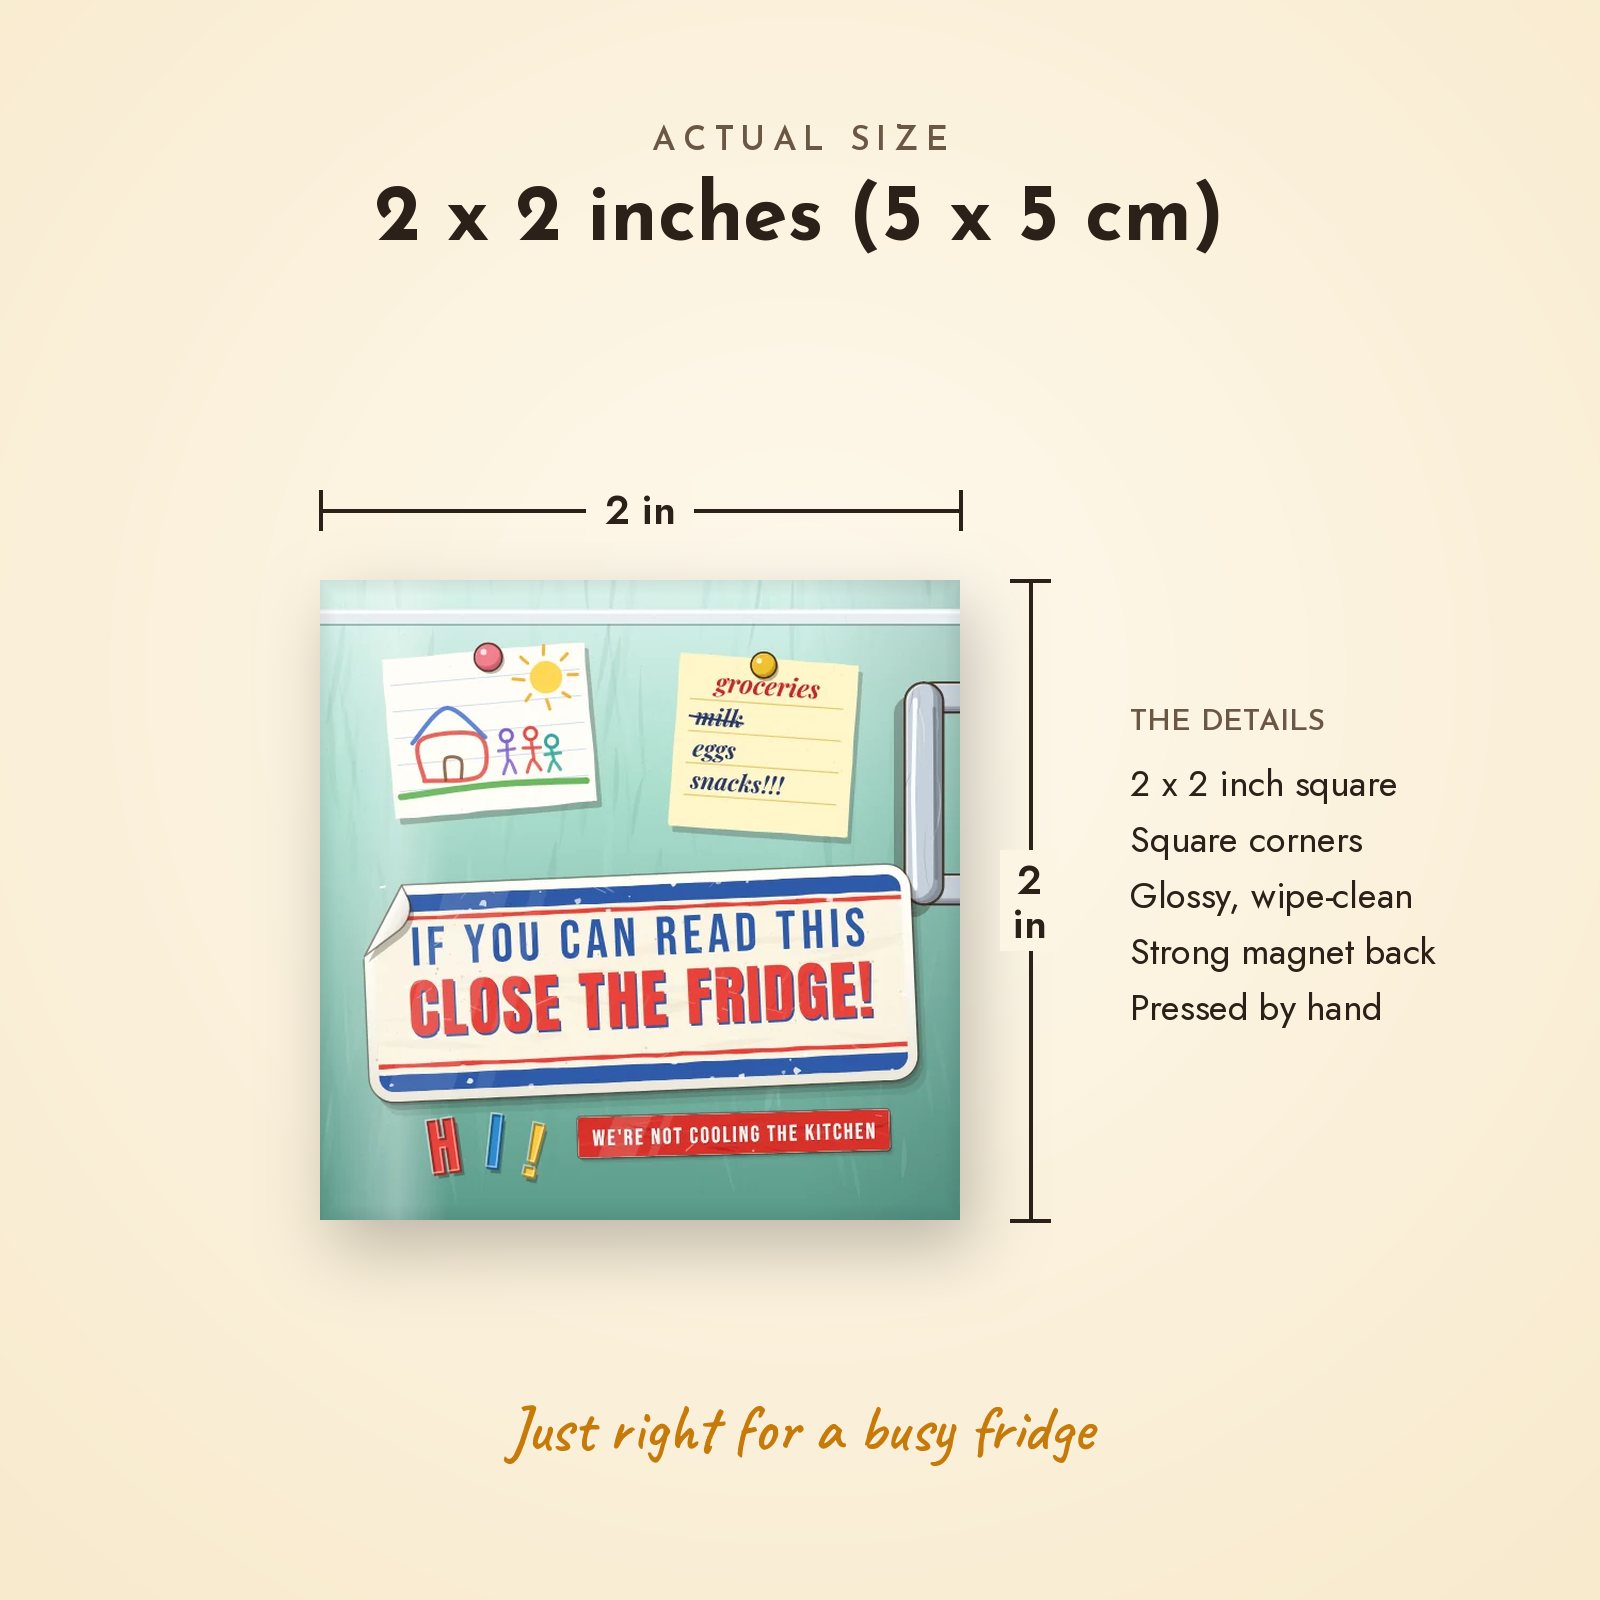 ACTUAL SIZE
2 x 2 inches (5 x 5 cm)
2 in
groceries
milk
eggs
snacks!!!
IF YOU CAN READ THIS
CLOSE THE FRIDGE!
HI!
WE'RE NOT COOLING THE KITCHEN
2
in
THE DETAILS
2 x 2 inch square
Square corners
Glossy, wipe-clean
Strong magnet back
Pressed by hand
Just right for a busy fridge